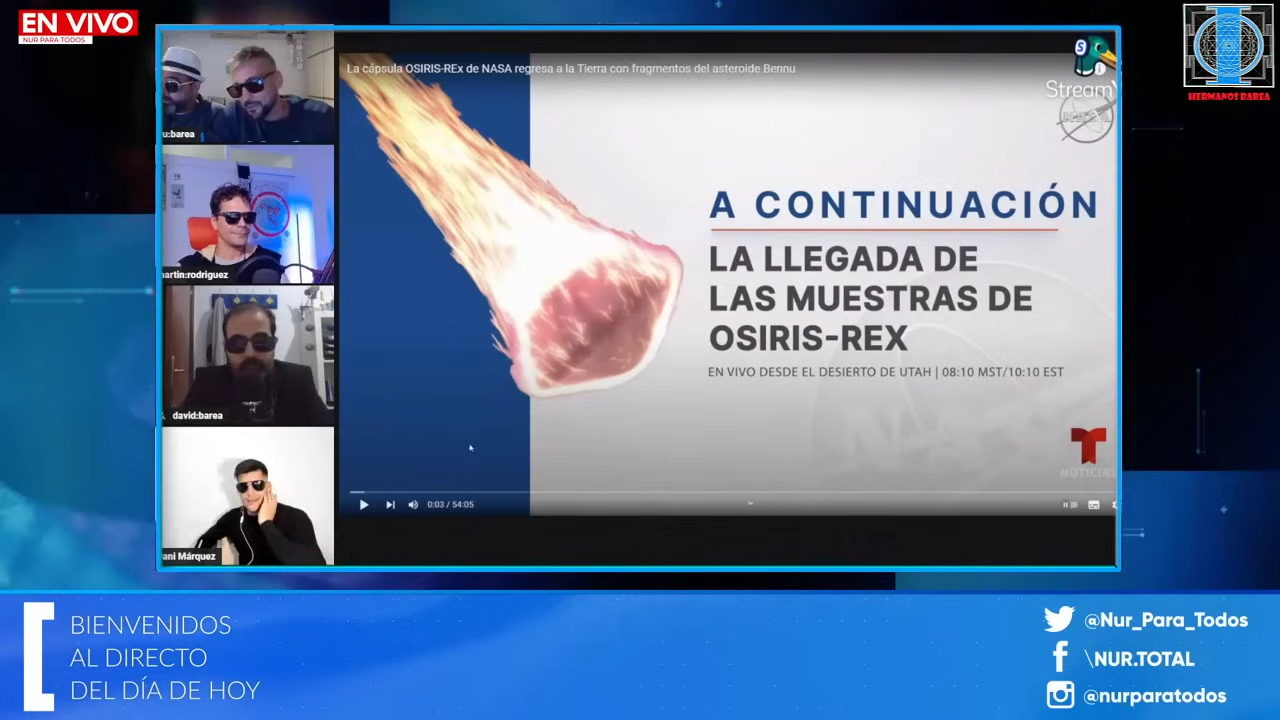 EN VIVO
NUR PARA TODOS
HERMANOS BAREA
La cápsula OSIRIS-REx de NASA regresa a la Tierra con fragmentos del asteroide Bennu
S
Stream
u:barea
artin:rodriguez
david:barea
ani Márquez
A CONTINUACIÓN
LA LLEGADA DE
LAS MUESTRAS DE
OSIRIS-REX
EN VIVO DESDE EL DESIERTO DE UTAH | 08:10 MST/10:10 EST
NOTICIAS
0:03 / 54:05
BIENVENIDOS
AL DIRECTO
DEL DÍA DE HOY
@Nur_Para_Todos
\NUR.TOTAL
@nurparatodos